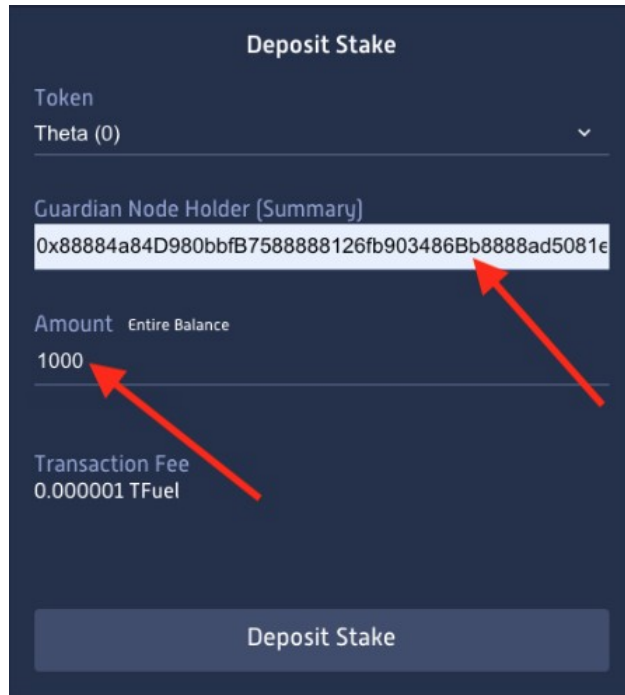 Deposit Stake
Token
Theta (0)
Guardian Node Holder (Summary)
0x88884a84D980bbfB7588888126fb903486Bb8888ad5081e
Amount Entire Balance
1000
Transaction Fee
0.000001 TFuel
Deposit Stake